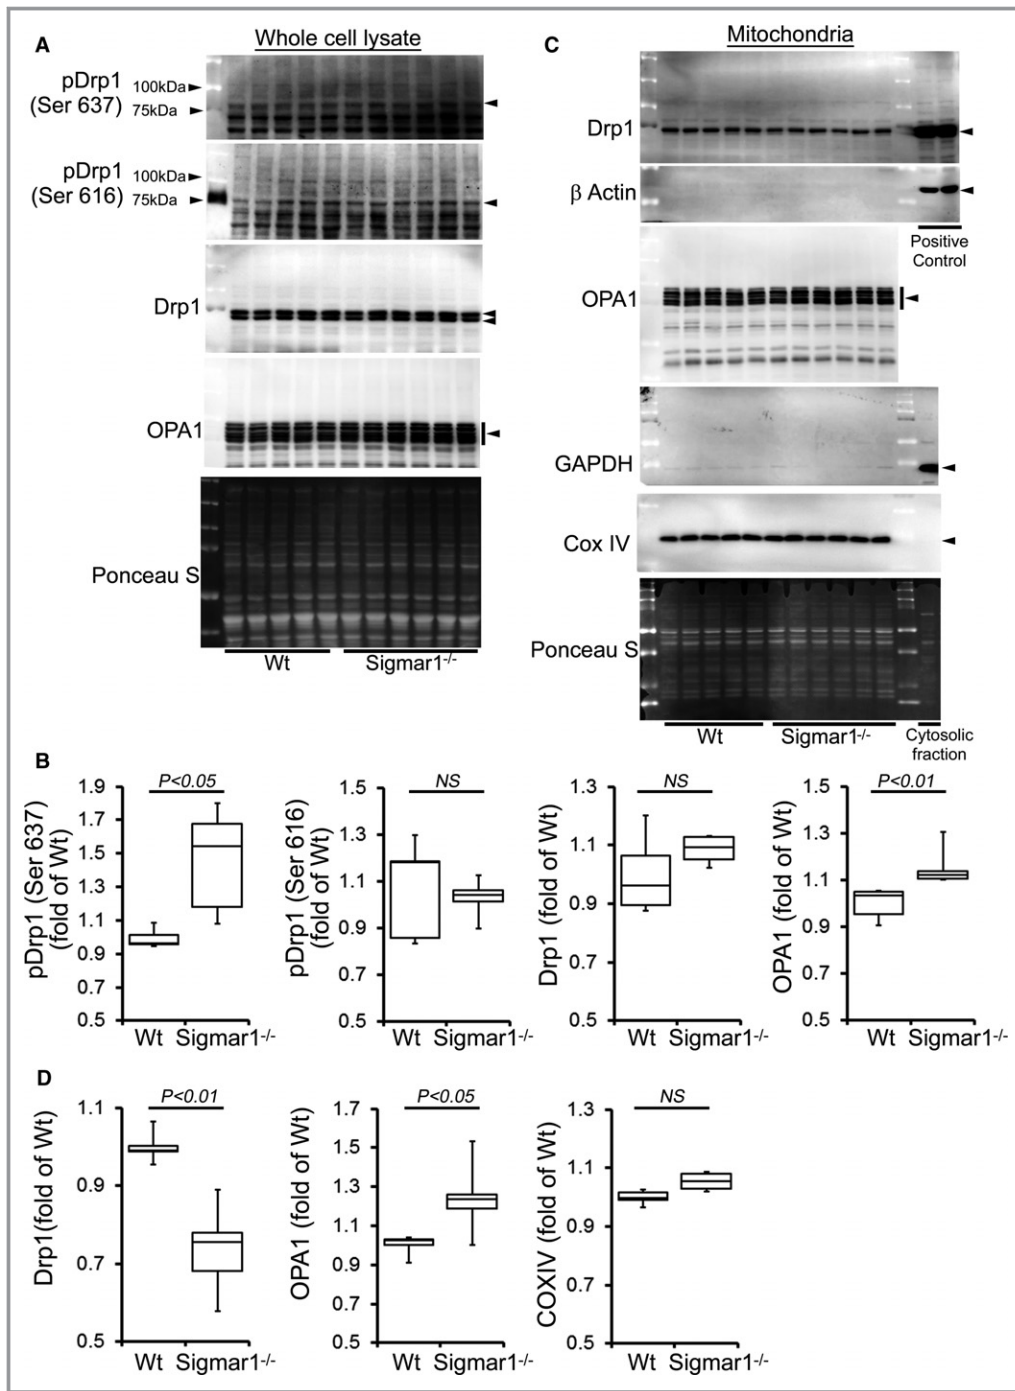 A
Whole cell lysate
pDrp1
(Ser 637)
100kDa
75kDa
pDrp1
(Ser 616)
100kDa
75kDa
Drp1
OPA1
Ponceau S
Wt
Sigmar1-/-
C
Mitochondria
Drp1
β Actin
Positive
Control
OPA1
GAPDH
Cox IV
Ponceau S
Wt
Sigmar1-/-
Cytosolic
fraction
B
pDrp1 (Ser 637)
(fold of Wt)
1.9
1.7
1.5
1.3
1.1
0.9
0.7
0.5
P<0.05
Wt Sigmar1-/-
pDrp1 (Ser 616)
(fold of Wt)
1.5
1.3
1.1
0.9
0.7
0.5
NS
Wt Sigmar1-/-
Drp1 (fold of Wt)
1.3
1.1
0.9
0.7
0.5
NS
Wt Sigmar1-/-
OPA1 (fold of Wt)
1.5
1.3
1.1
0.9
0.7
0.5
P<0.01
Wt Sigmar1-/-
D
Drp1(fold of Wt)
1.1
0.9
0.7
0.5
P<0.01
Wt Sigmar1-/-
OPA1 (fold of Wt)
1.7
1.5
1.3
1.1
0.9
0.7
0.5
P<0.05
Wt Sigmar1-/-
COXIV (fold of Wt)
1.3
1.1
0.9
0.7
0.5
NS
Wt Sigmar1-/-